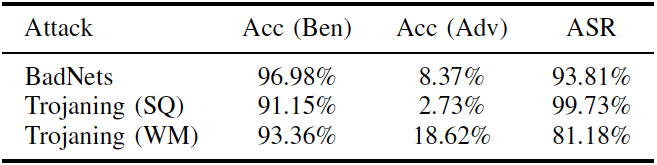 Attack Acc (Ben) Acc (Adv) ASR
BadNets 96.98% 8.37% 93.81%
Trojaning (SQ) 91.15% 2.73% 99.73%
Trojaning (WM) 93.36% 18.62% 81.18%